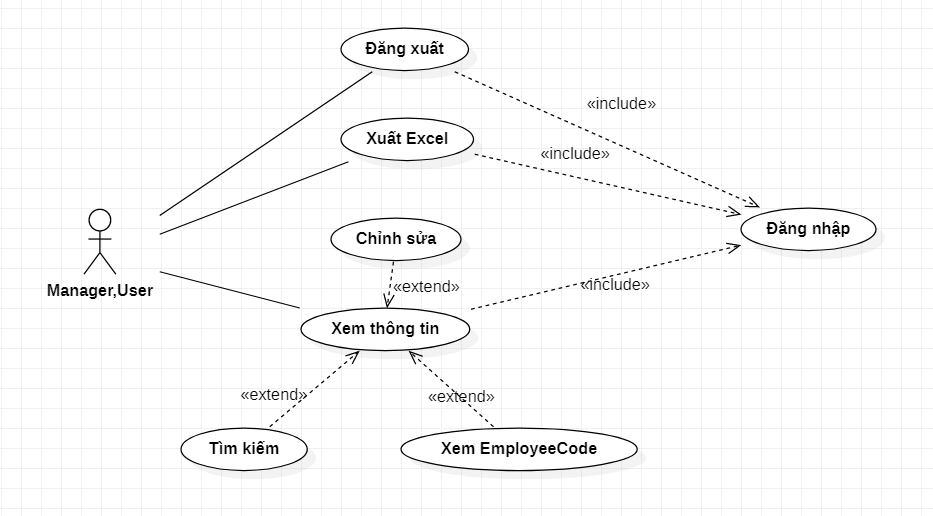 Đăng xuất
«include»
Xuất Excel
«include»
Đăng nhập
Chỉnh sửa
Manager,User
«extend»
«include»
Xem thông tin
«extend»
«extend»
Tìm kiếm
Xem EmployeeCode